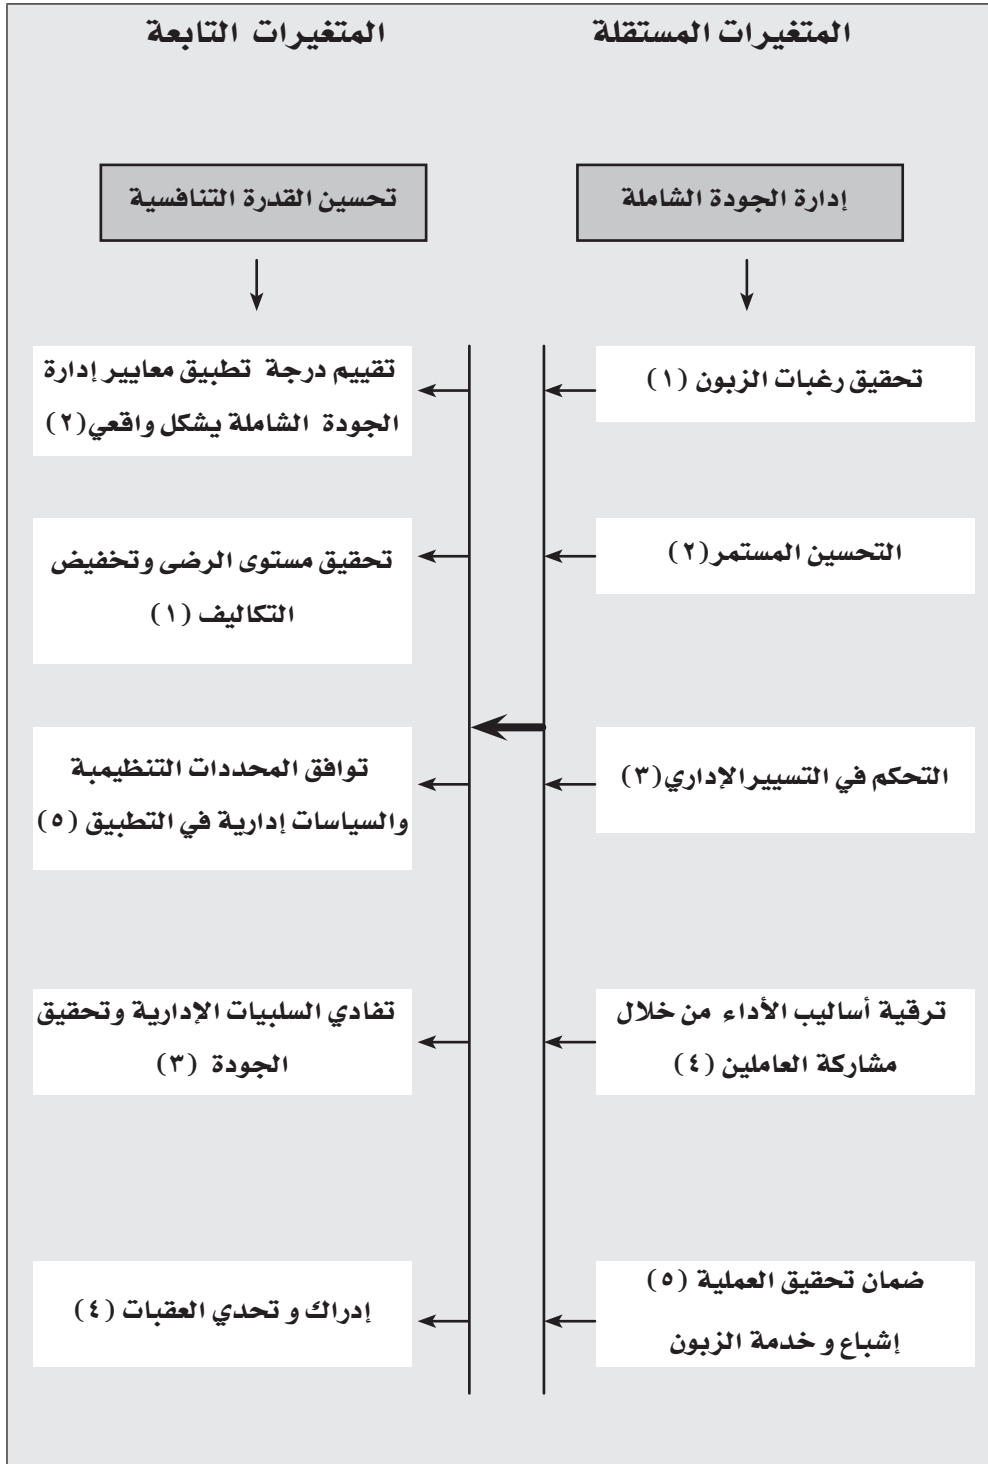 المتغيرات المستقلة
المتغيرات التابعة
إدارة الجودة الشاملة
تحسين القدرة التنافسية
تحقيق رغبات الزبون (١)
تقييم درجة تطبيق معايير إدارة
الجودة الشاملة يشكل واقعي(٢)
التحسين المستمر(٢)
تحقيق مستوى الرضى وتخفيض
التكاليف (١)
التحكم في التسيير الإداري(٣)
توافق المحددات التنظيمية
والسياسات إدارية في التطبيق (٥)
ترقية أساليب الأداء من خلال
مشاركة العاملين (٤)
تفادي السلبيات الإدارية وتحقيق
الجودة (٣)
ضمان تحقيق العملية (٥)
إشباع و خدمة الزبون
إدراك و تحدي العقبات (٤)